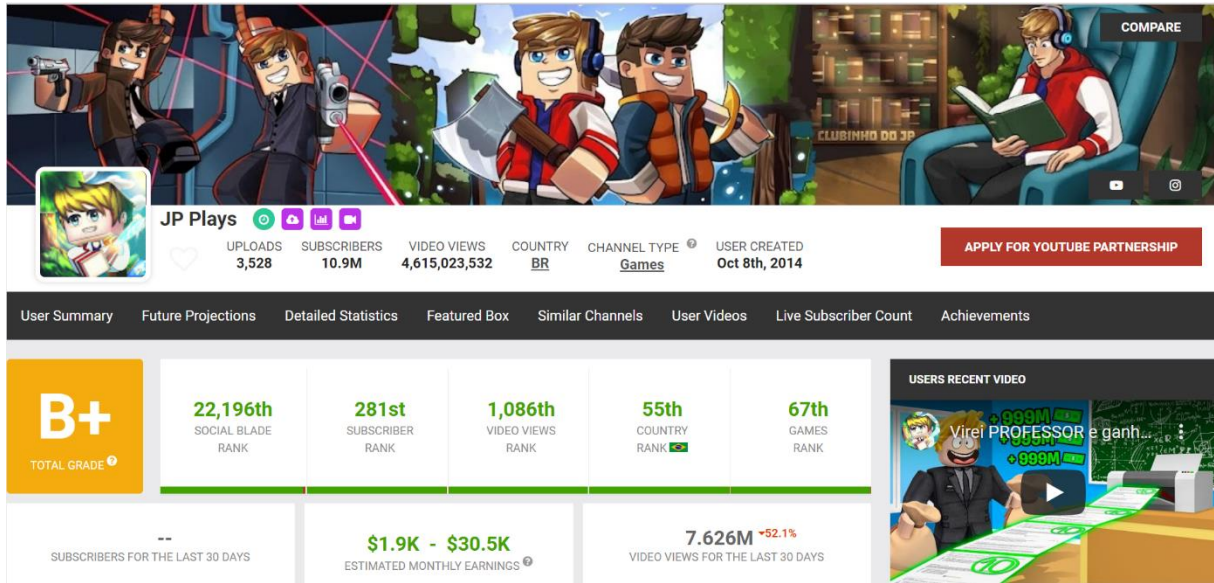 COMPARE
CLUBINHO DO JP
JP Plays
UPLOADS SUBSCRIBERS VIDEO VIEWS COUNTRY CHANNEL TYPE USER CREATED
3,528 10.9M 4,615,023,532 BR Games Oct 8th, 2014
APPLY FOR YOUTUBE PARTNERSHIP
User Summary Future Projections Detailed Statistics Featured Box Similar Channels User Videos Live Subscriber Count Achievements
B+
TOTAL GRADE
22,196th 281st 1,086th 55th 67th
SOCIAL BLADE SUBSCRIBER VIDEO VIEWS COUNTRY GAMES
RANK RANK RANK RANK RANK
USERS RECENT VIDEO
Virei PROFESSOR e ganh...
+999M
+999M
+999M
10
--
SUBSCRIBERS FOR THE LAST 30 DAYS
$1.9K - $30.5K
ESTIMATED MONTHLY EARNINGS
7.626M -52.1%
VIDEO VIEWS FOR THE LAST 30 DAYS